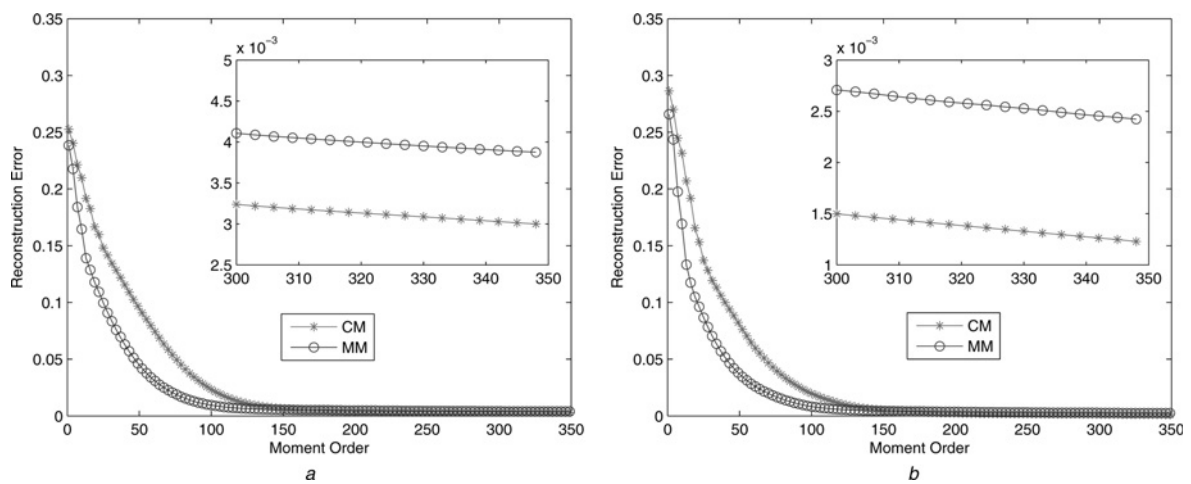 0.35
0.3
0.25
0.2
0.15
0.1
0.05
0
Reconstruction Error
0 50 100 150 200 250 300 350
Moment Order
a
x 10⁻³
5
4.5
4
3.5
3
2.5
300 310 320 330 340 350
CM
MM
0.35
0.3
0.25
0.2
0.15
0.1
0.05
0
Reconstruction Error
0 50 100 150 200 250 300 350
Moment Order
b
x 10⁻³
3
2.5
2
1.5
1
300 310 320 330 340 350
CM
MM